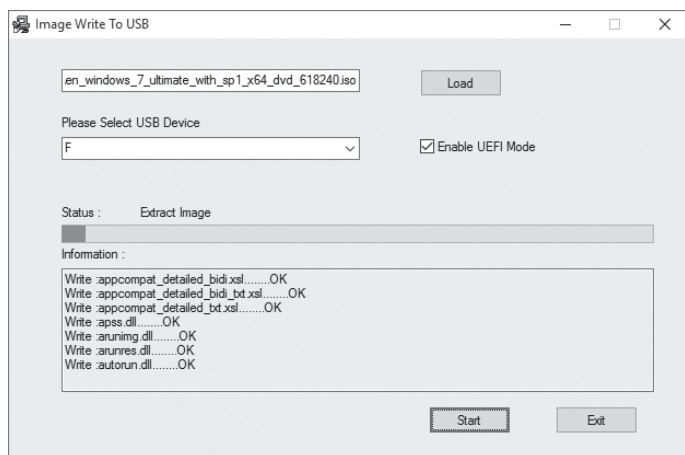 Image Write To USB
.en_windows_7_ultimate_with_sp1_x64_dvd_618240.iso
Load
Please Select USB Device
F
Enable UEFI Mode
Status : Extract Image
Information :
Write :appcompat_detailed_bidi.xsl........OK
Write :appcompat_detailed_bidi_txt.xsl........OK
Write :appcompat_detailed_txt.xsl........OK
Write :apss.dll........OK
Write :arunimg.dll........OK
Write :arunres.dll........OK
Write :autorun.dll........OK
Start
Exit